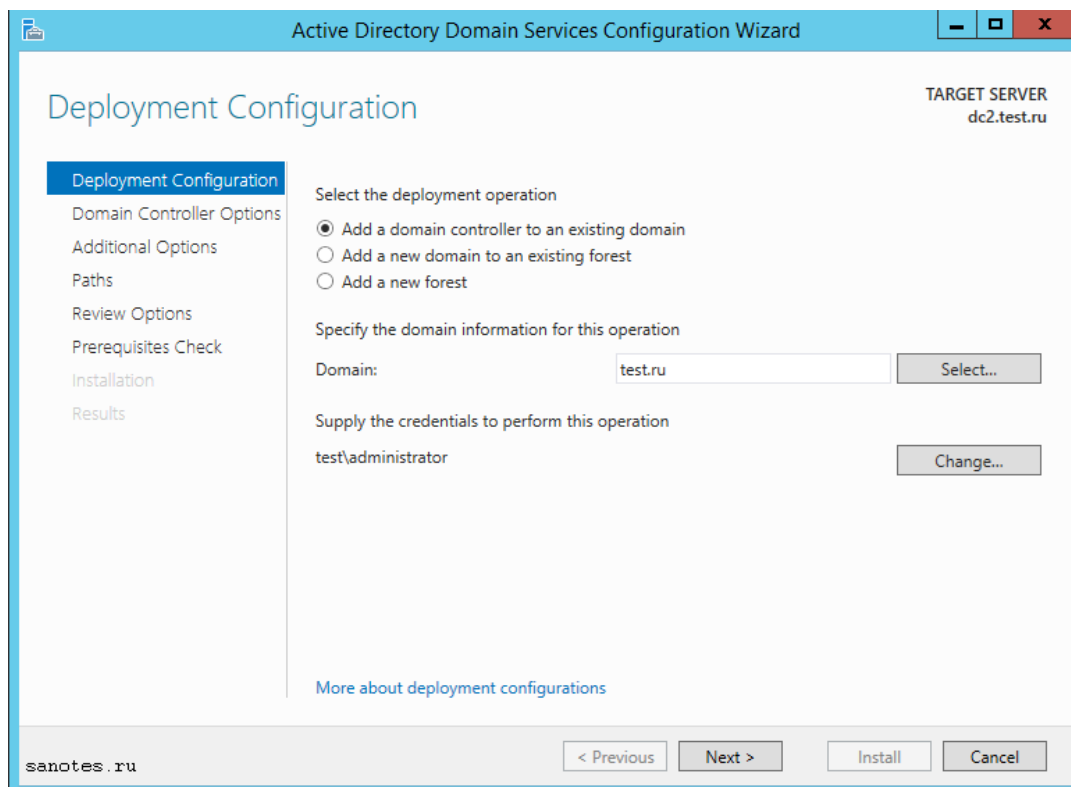 Active Directory Domain Services Configuration Wizard
Deployment Configuration
TARGET SERVER
dc2.test.ru
Deployment Configuration
Domain Controller Options
Additional Options
Paths
Review Options
Prerequisites Check
Installation
Results
Select the deployment operation
Add a domain controller to an existing domain
Add a new domain to an existing forest
Add a new forest
Specify the domain information for this operation
Domain: test.ru Select...
Supply the credentials to perform this operation
test\administrator Change...
More about deployment configurations
< Previous Next > Install Cancel
sanotes.ru